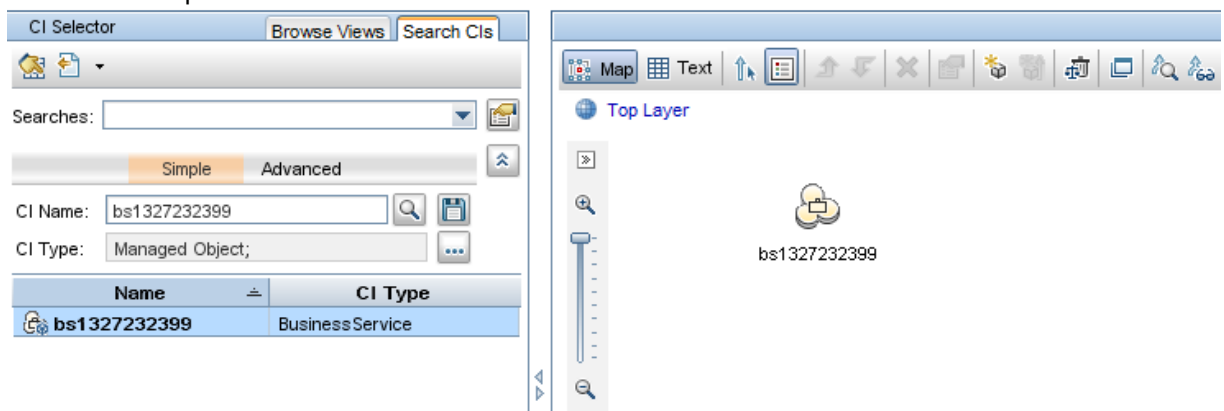 CI Selector
Browse Views
Search CIs
Searches:
Simple
Advanced
CI Name: bs1327232399
CI Type: Managed Object;
...
Name
CI Type
bs1327232399
BusinessService
Map
Text
Top Layer
bs1327232399